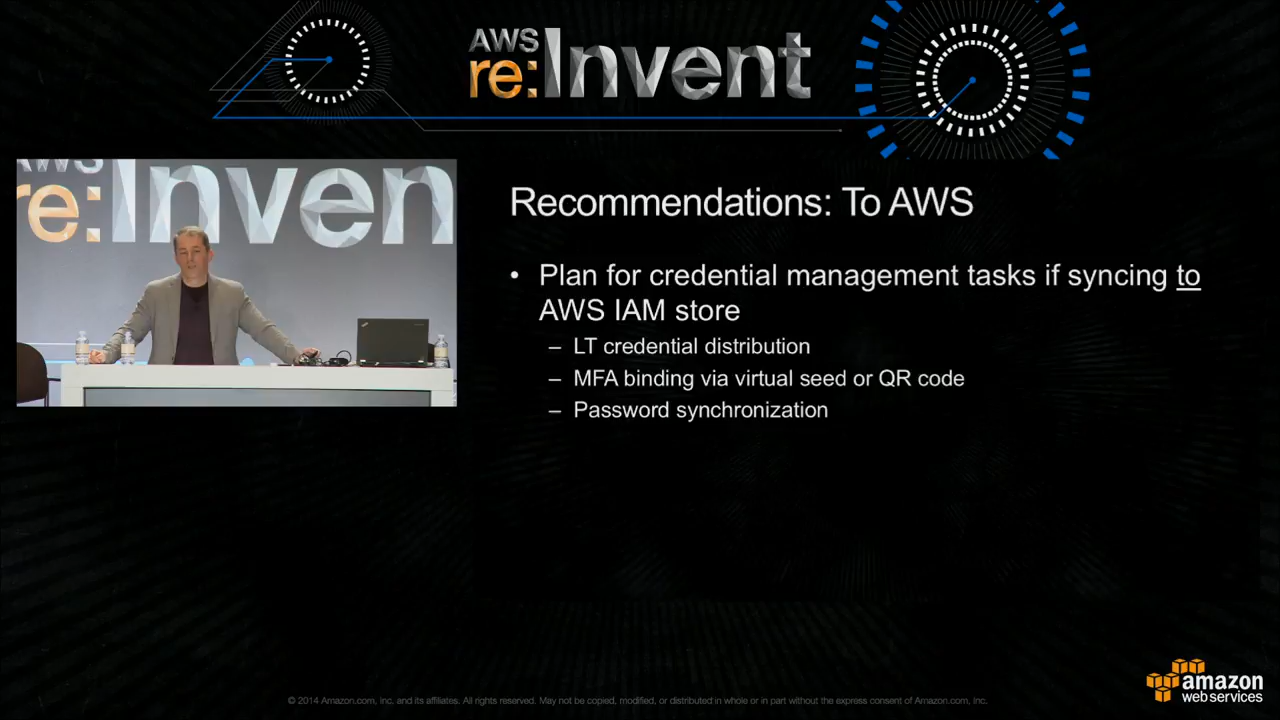 AWS
re:Invent
AWS
re:Inven
Recommendations: To AWS
• Plan for credential management tasks if syncing to
AWS IAM store
– LT credential distribution
– MFA binding via virtual seed or QR code
– Password synchronization
amazon
web services
© 2014 Amazon.com, Inc. and its affiliates. All rights reserved. May not be copied, modified, or distributed in whole or in part without the express consent of Amazon.com, Inc.